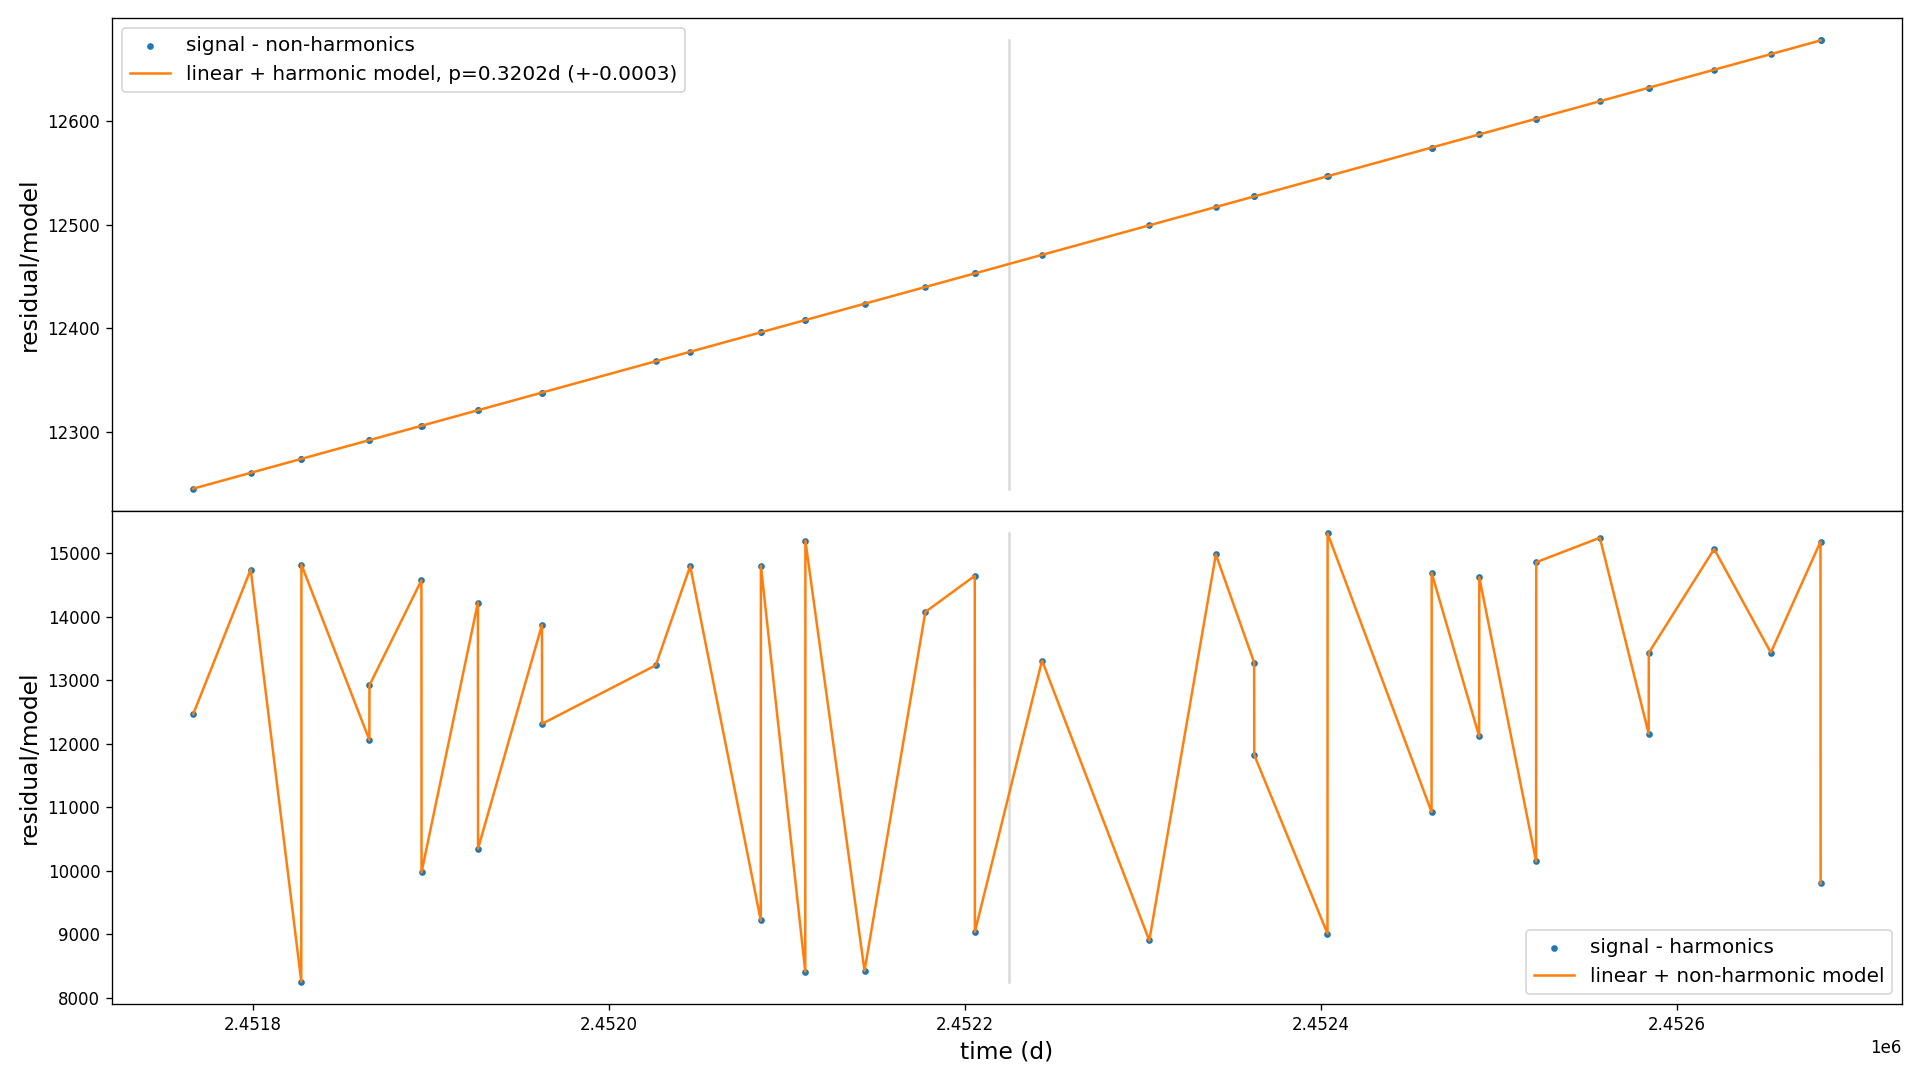 signal - non-harmonics
linear + harmonic model, p=0.3202d (+-0.0003)
12600
12500
12400
12300
residual/model
15000
14000
13000
12000
11000
10000
9000
8000
residual/model
signal - harmonics
linear + non-harmonic model
2.4518
2.4520
2.4522
2.4524
2.4526
1e6
time (d)